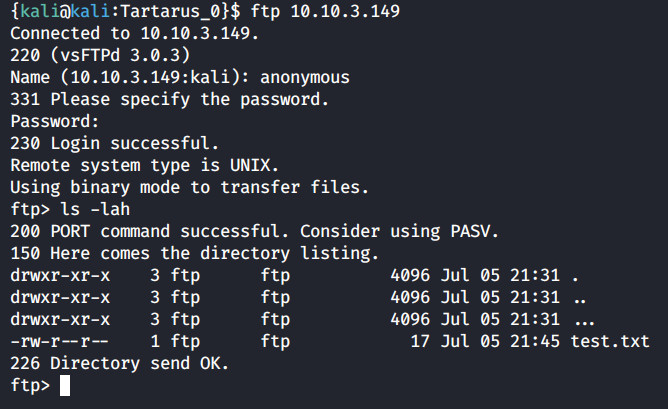 {kali@kali:Tartarus_0}$ ftp 10.10.3.149
Connected to 10.10.3.149.
220 (vsFTPd 3.0.3)
Name (10.10.3.149:kali): anonymous
331 Please specify the password.
Password:
230 Login successful.
Remote system type is UNIX.
Using binary mode to transfer files.
ftp> ls -lah
200 PORT command successful. Consider using PASV.
150 Here comes the directory listing.
drwxr-xr-x    3 ftp      ftp          4096 Jul 05 21:31 .
drwxr-xr-x    3 ftp      ftp          4096 Jul 05 21:31 ..
drwxr-xr-x    3 ftp      ftp          4096 Jul 05 21:31 ...
-rw-r--r--    1 ftp      ftp            17 Jul 05 21:45 test.txt
226 Directory send OK.
ftp>